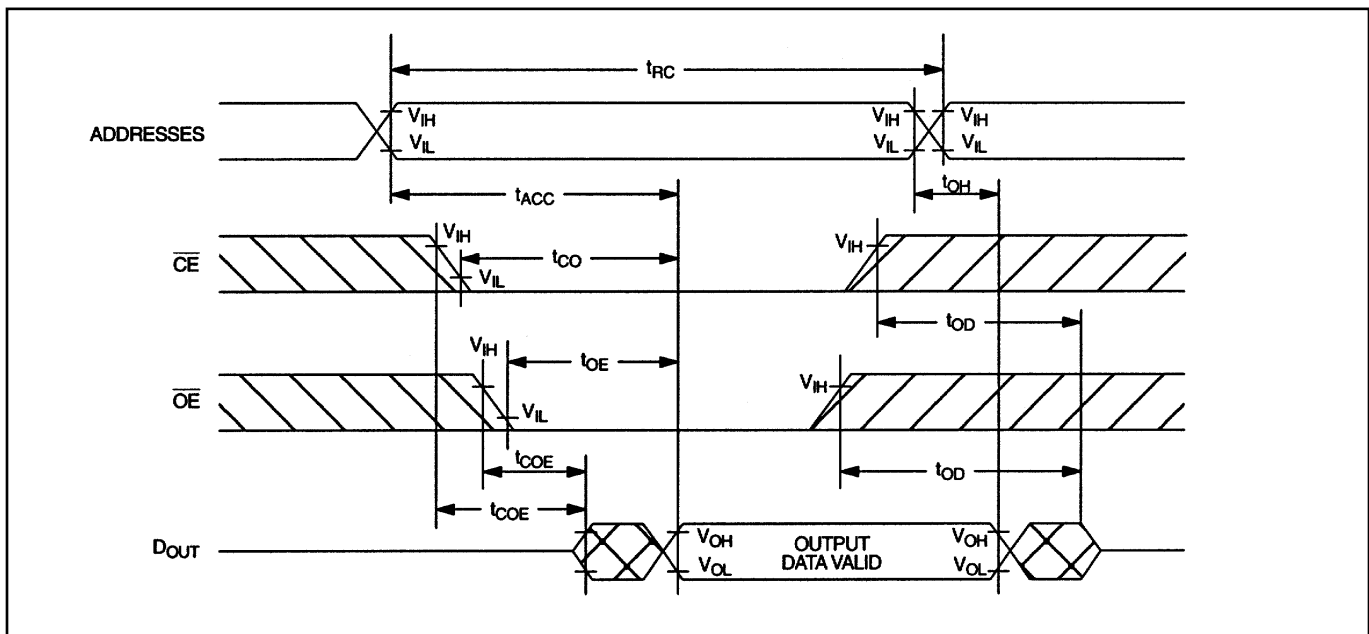 tRC
ADDRESSES
VIH
VIL
VIH
VIL
VIH
VIL
tACC
tOH
CE
VIH
VIL
tCO
VIH
tOD
OE
VIH
VIL
tOE
VIH
tCOE
tOD
tCOE
DOUT
VOH
VOL
OUTPUT
DATA VALID
VOH
VOL